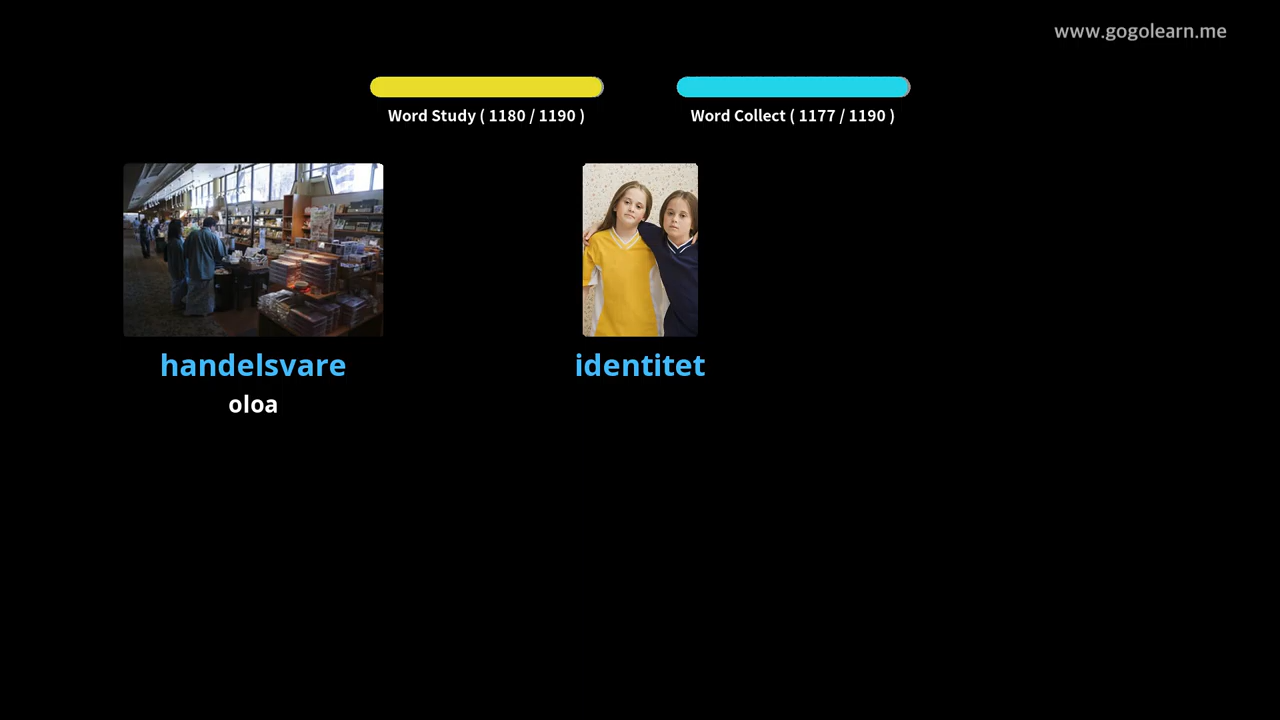 www.gogolearn.me
Word Study ( 1180 / 1190 )
Word Collect ( 1177 / 1190 )
handelsvare
oloa
identitet